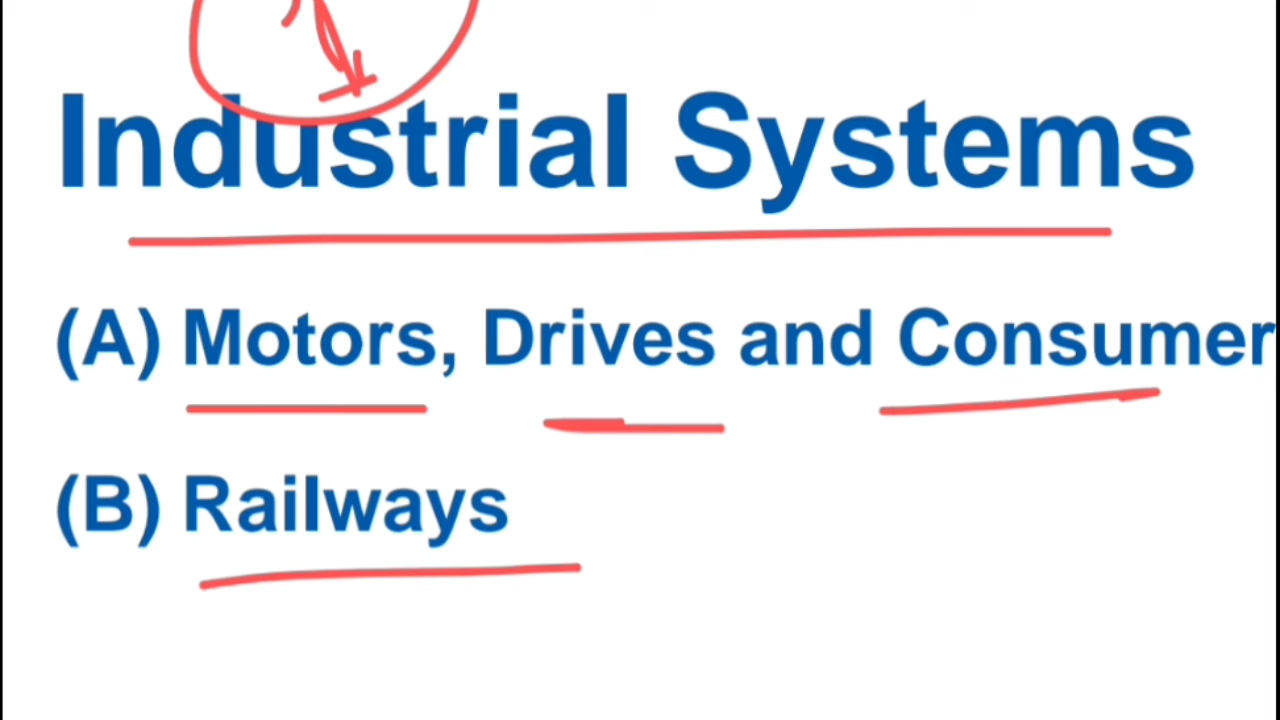 Industrial Systems
(A) Motors, Drives and Consumer
(B) Railways